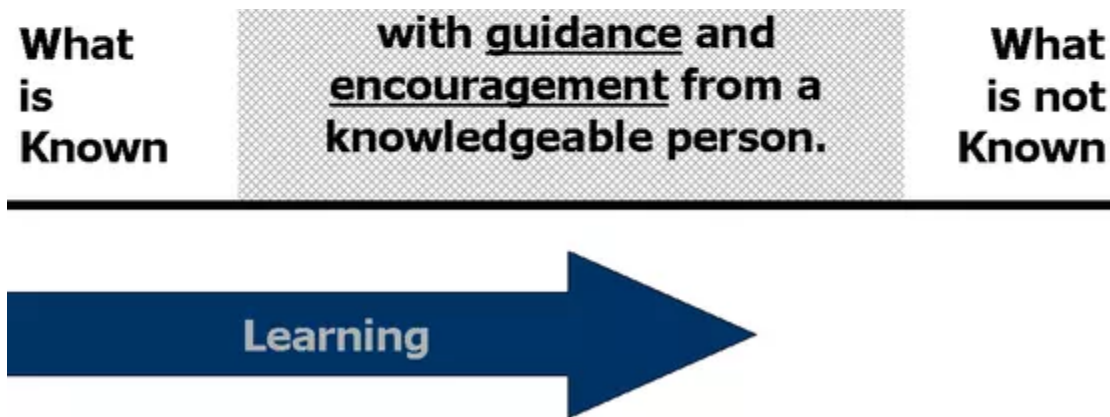 What
is
Known
with guidance and
encouragement from a
knowledgeable person.
What
is not
Known
Learning